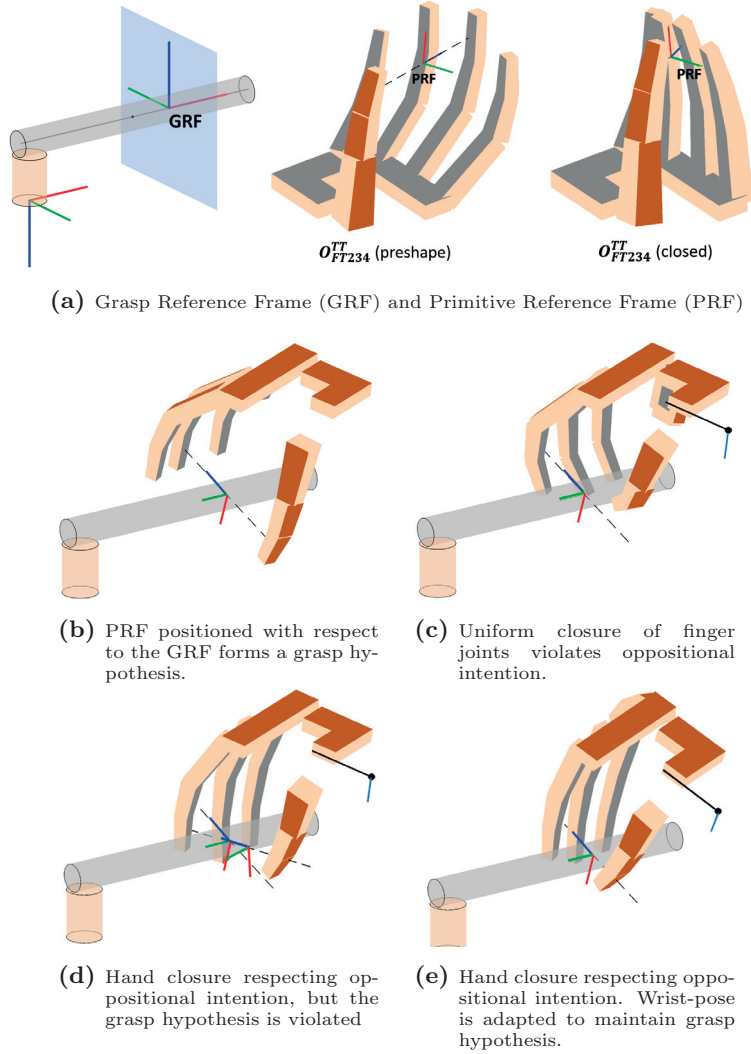 GRF
PRF
PRF
O^{TT}_{FT234} (preshape)
O^{TT}_{FT234} (closed)
(a) Grasp Reference Frame (GRF) and Primitive Reference Frame (PRF)
(b) PRF positioned with respect
to the GRF forms a grasp hy-
pothesis.
(c) Uniform closure of finger
joints violates oppositional
intention.
(d) Hand closure respecting op-
positional intention, but the
grasp hypothesis is violated
(e) Hand closure respecting oppo-
sitional intention. Wrist-pose
is adapted to maintain grasp
hypothesis.